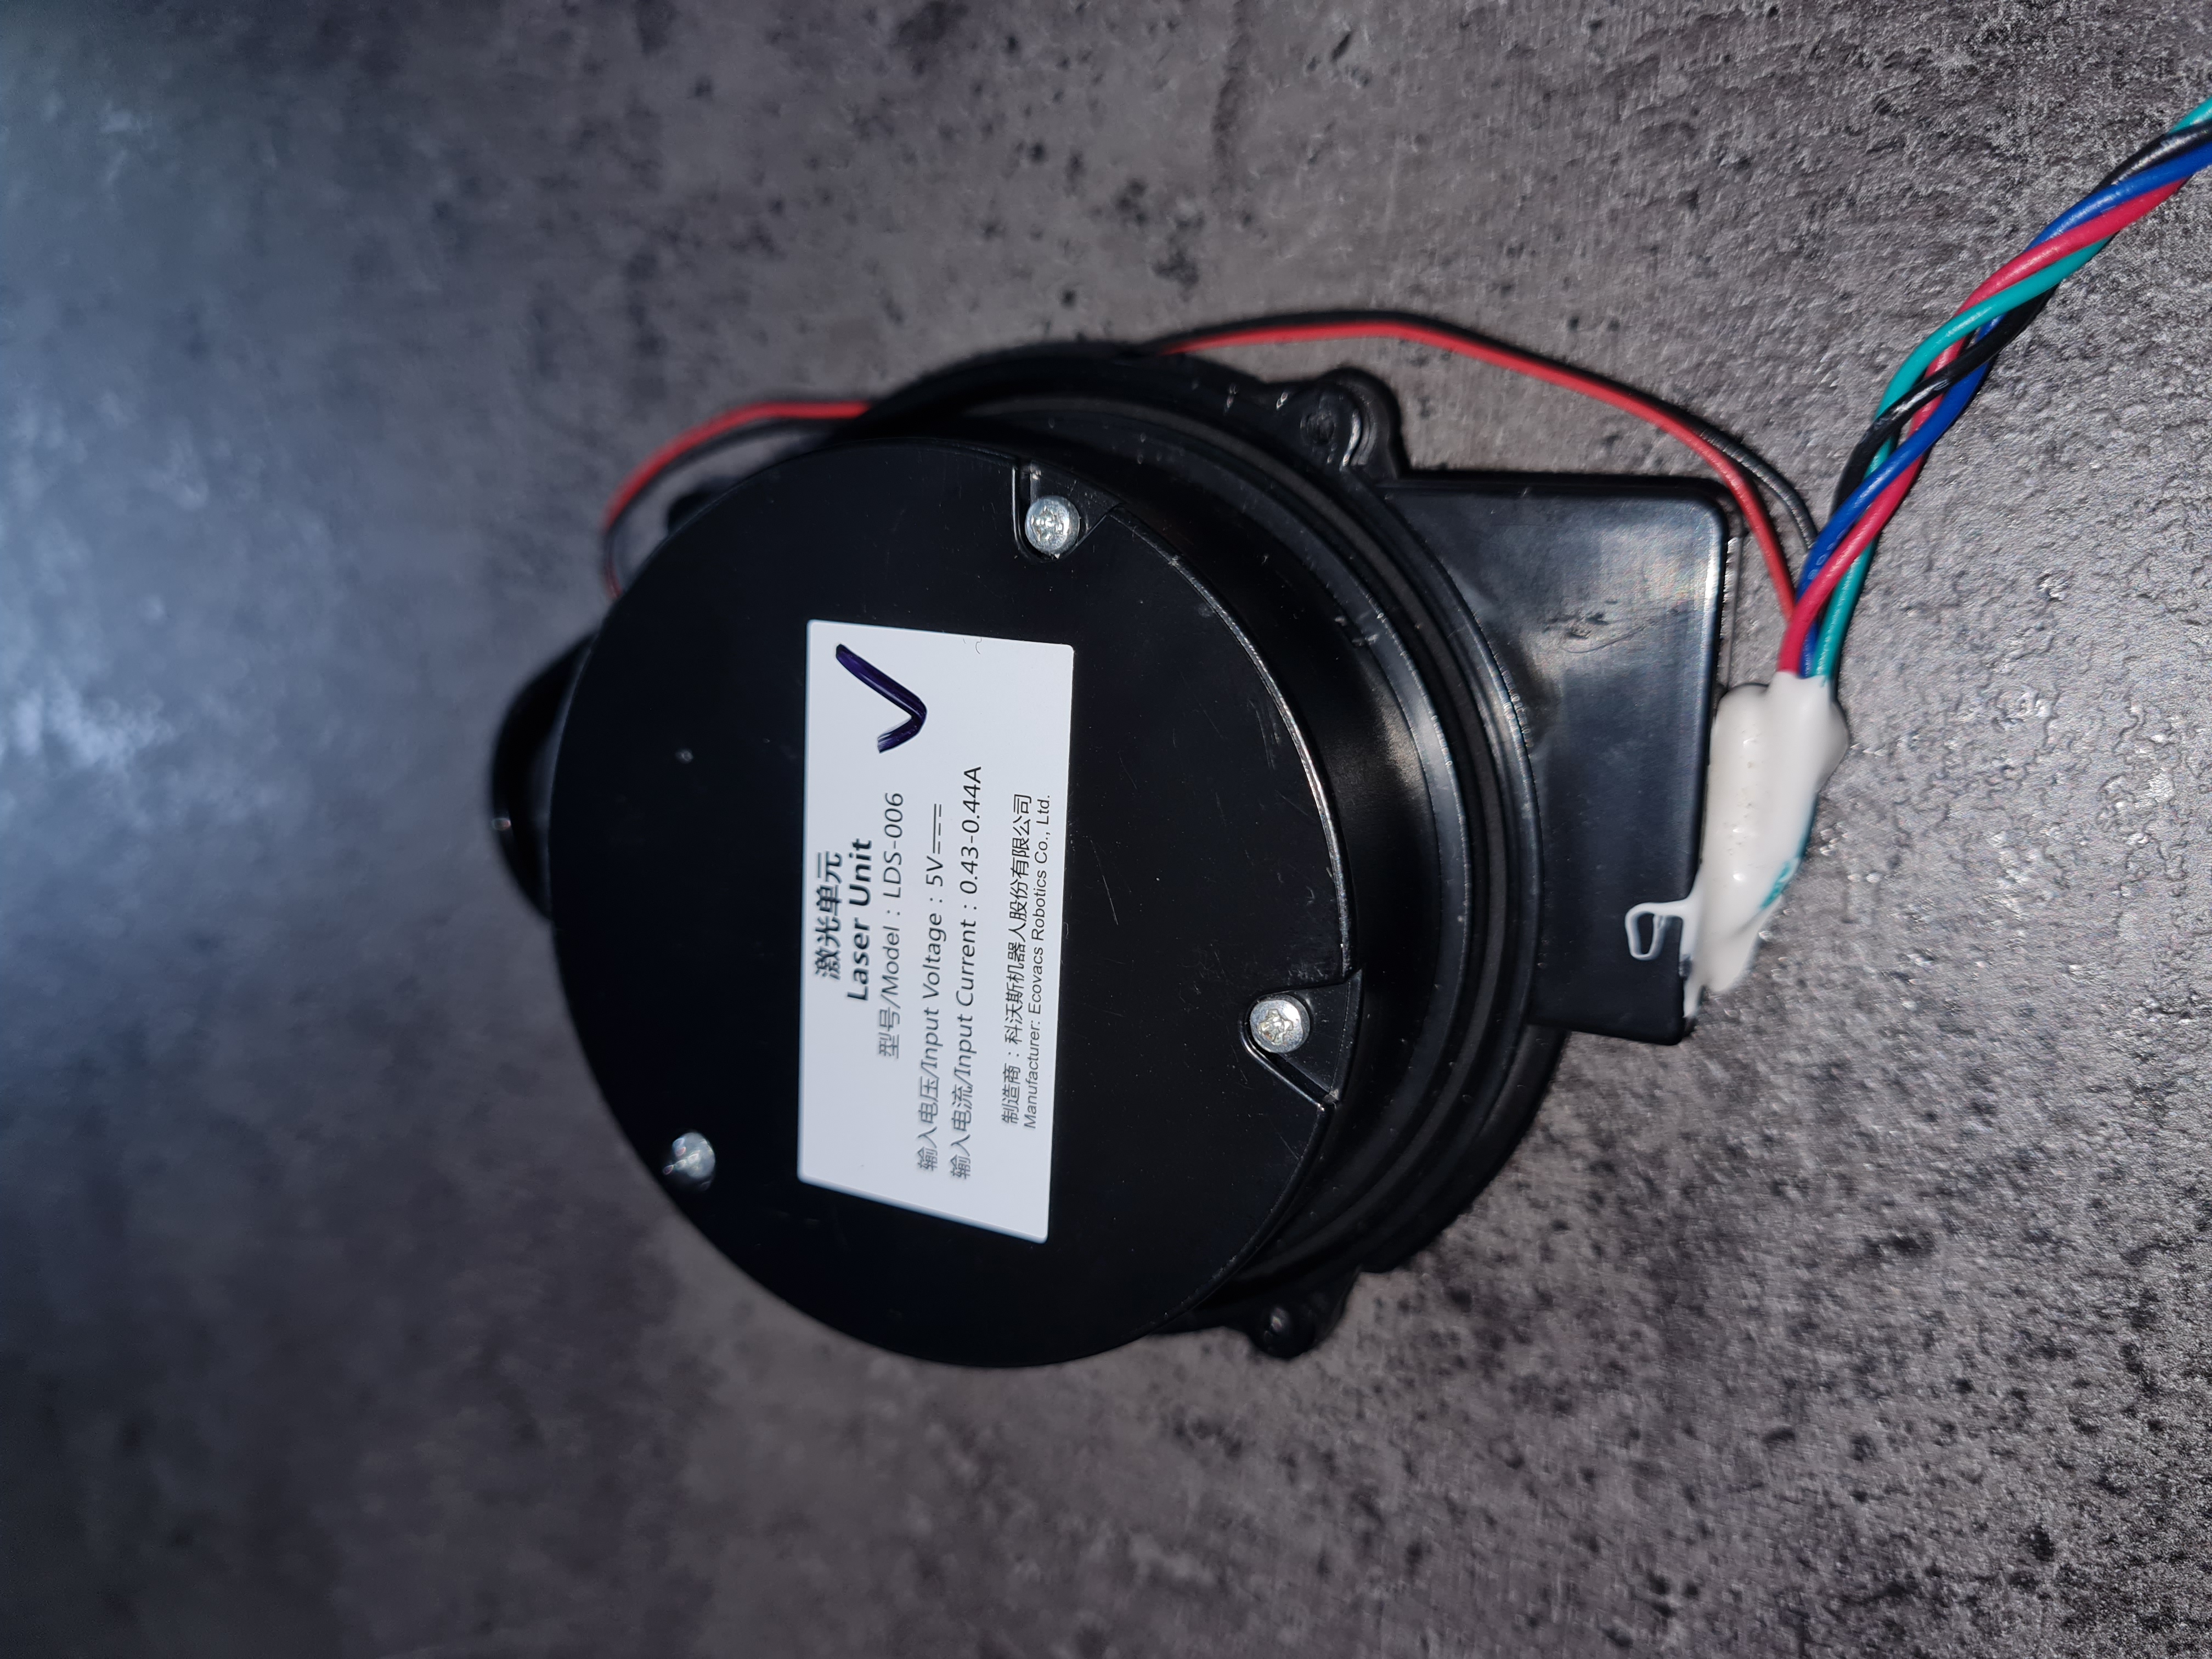 激光单元
Laser Unit
型号/Model : LDS-006
输入电压/Input Voltage : 5V⎓
输入电流/Input Current : 0.43-0.44A
制造商：科沃斯机器人股份有限公司
Manufacturer: Ecovacs Robotics Co., Ltd.